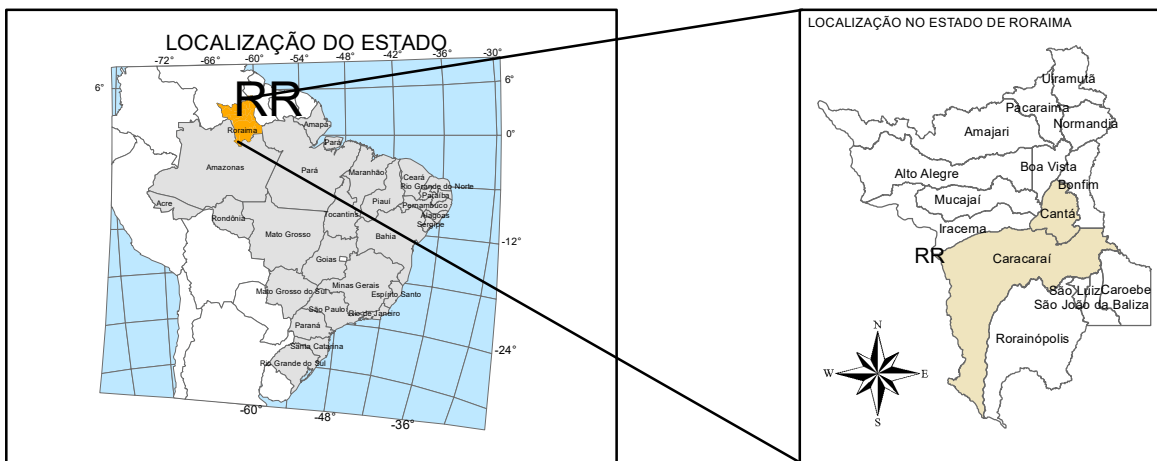 LOCALIZAÇÃO DO ESTADO
-72° -66° -60° -54° -48° -42° -36° -30°
6° 6°
RR
Roraima
Amapá
0°
Pará
Amazonas Pará Maranhão Ceará
Rio Grande do Norte
Paraíba
Piauí Pernambuco
Acre Tocantins Alagoas
Rondônia Sergipe
Mato Grosso Bahia
-12°
Goias
Minas Gerais
Mato Grosso do Sul Espírito Santo
São Paulo Rio de Janeiro
Paraná
Santa Catarina -24°
Rio Grande do Sul
-60° -48° -36°
LOCALIZAÇÃO NO ESTADO DE RORAIMA
Uiramutã
Pacaraima
Normandia
Amajari
Boa Vista
Alto Alegre
Bonfim
Mucajaí
Cantá
Iracema
RR
Caracaraí
São Luiz Caroebe
São João da Baliza
Rorainópolis
N
W E
S